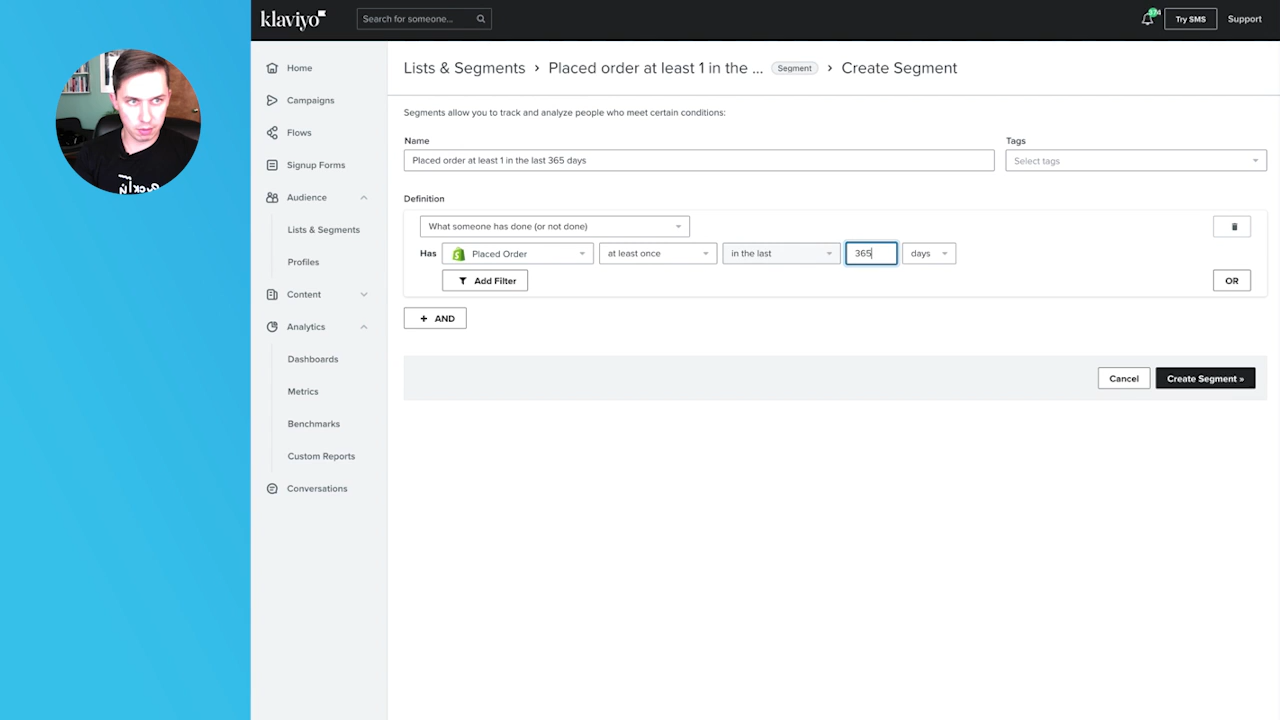 klaviyo
Search for someone...
374
Try SMS
Support
Home
Campaigns
Flows
Signup Forms
Audience
Lists & Segments
Profiles
Content
Analytics
Dashboards
Metrics
Benchmarks
Custom Reports
Conversations
Lists & Segments › Placed order at least 1 in the ... Segment › Create Segment
Segments allow you to track and analyze people who meet certain conditions:
Name
Tags
Placed order at least 1 in the last 365 days
Select tags
Definition
What someone has done (or not done)
Has Placed Order at least once in the last 365 days
Add Filter
OR
+ AND
Cancel
Create Segment »